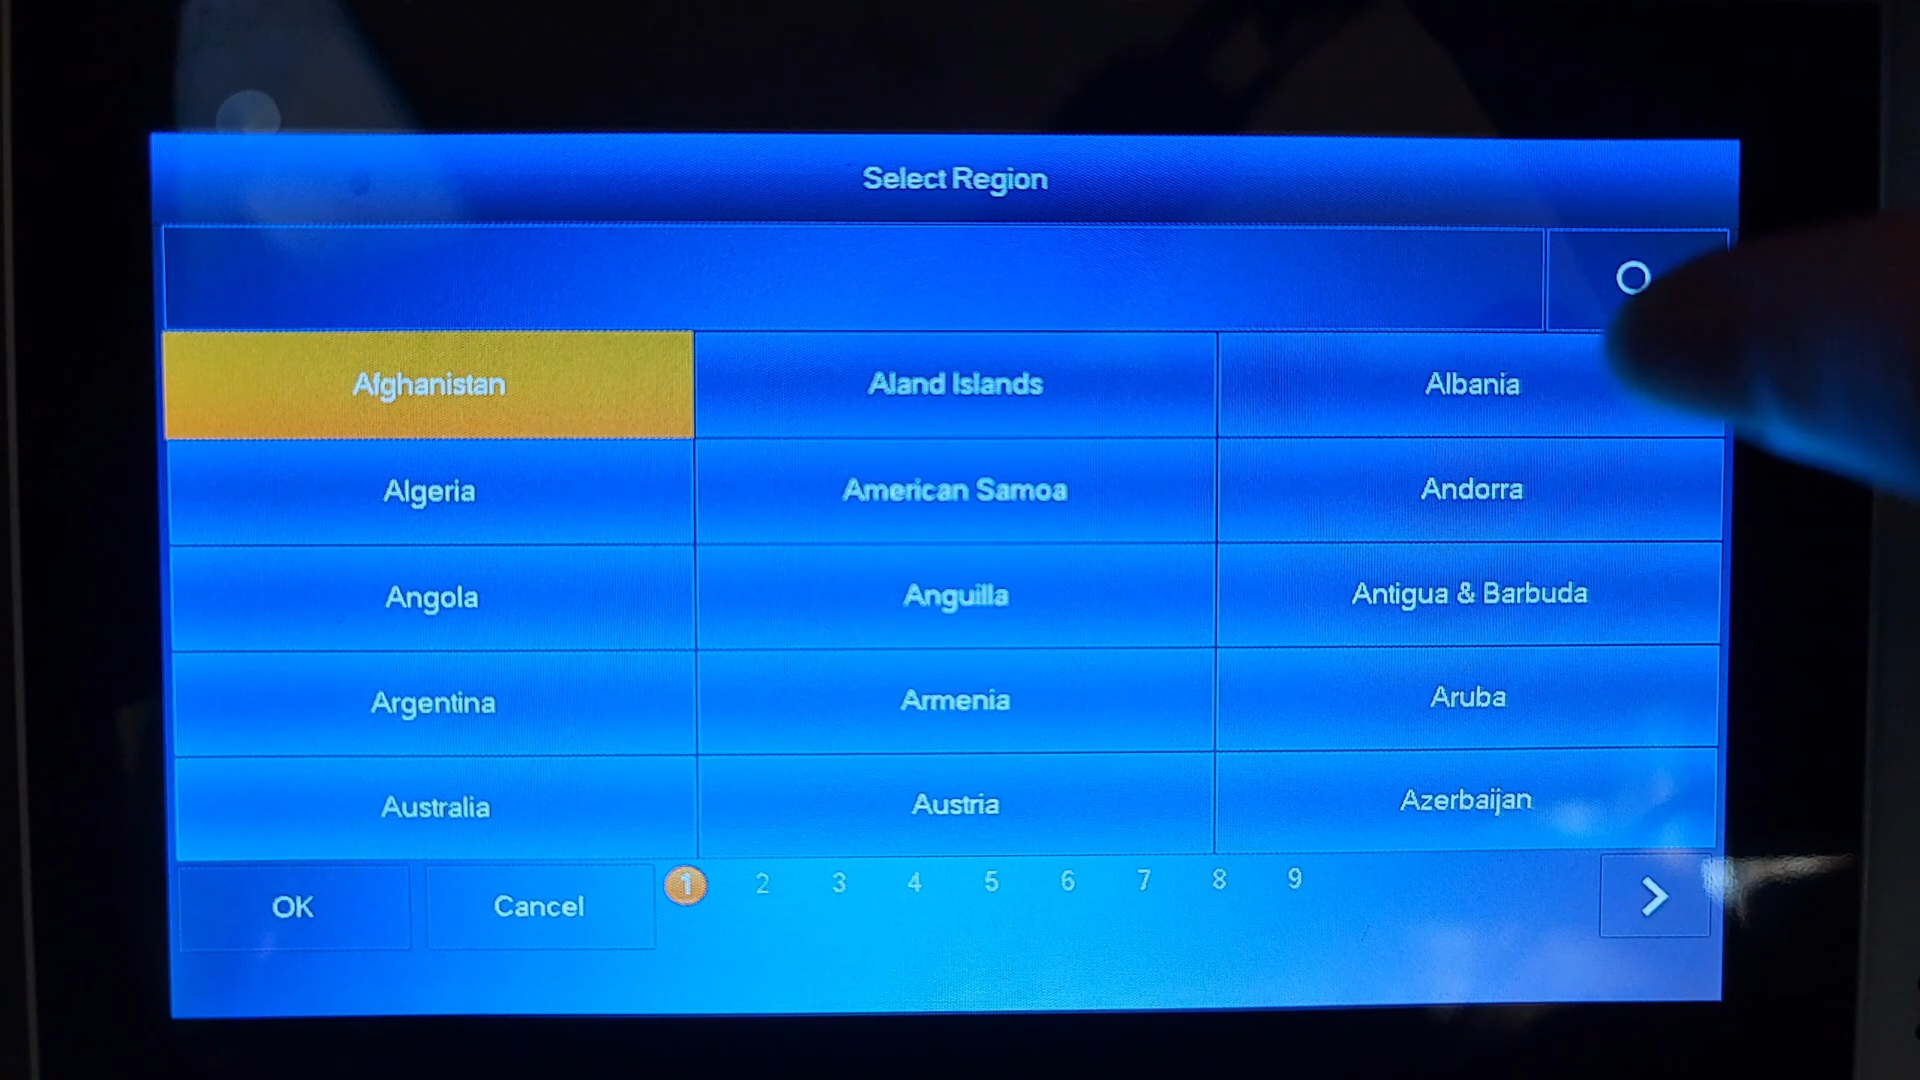 Select Region
Afghanistan Aland Islands Albania
Algeria American Samoa Andorra
Angola Anguilla Antigua & Barbuda
Argentina Armenia Aruba
Australia Austria Azerbaijan
OK Cancel 1 2 3 4 5 6 7 8 9